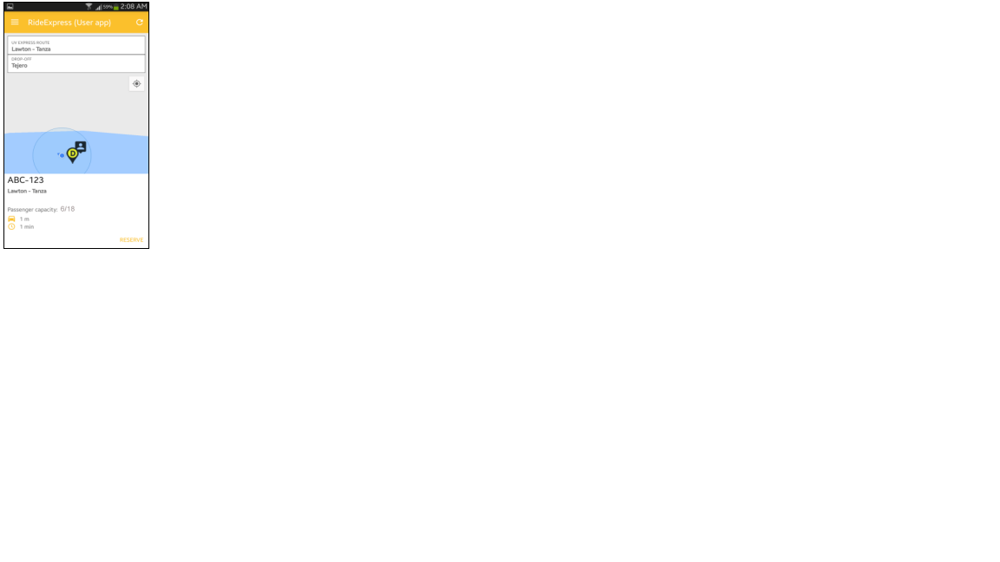 59% 2:08 AM
RideExpress (User app)
UV EXPRESS ROUTE
Lawton - Tanza
DROP OFF
Tejero
D
ABC-123
Lawton - Tanza
Passenger capacity: 6/18
1 m
1 min
RESERVE